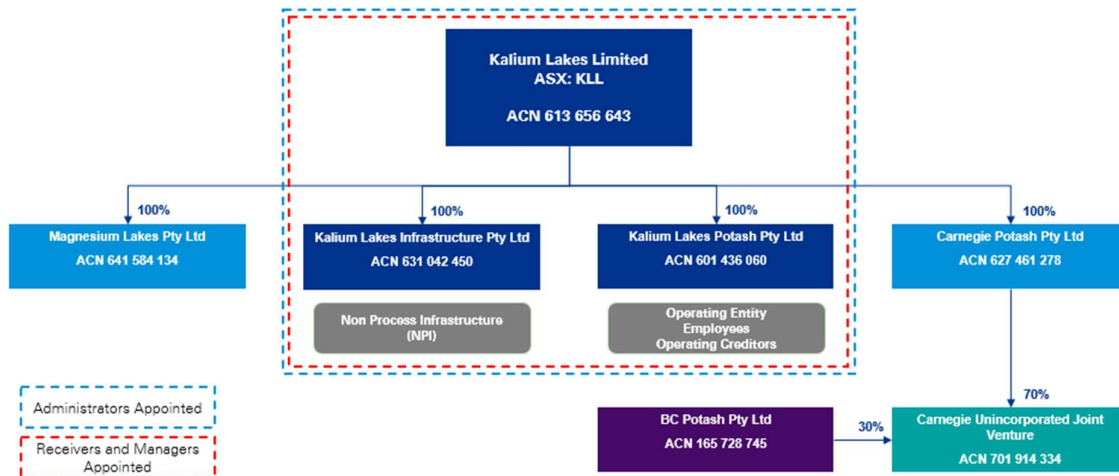 Kalium Lakes Limited
ASX: KLL
ACN 613 656 643
100%
100%
100%
100%
Magnesium Lakes Pty Ltd
ACN 641 584 134
Kalium Lakes Infrastructure Pty Ltd
ACN 631 042 450
Kalium Lakes Potash Pty Ltd
ACN 601 436 060
Carnegie Potash Pty Ltd
ACN 627 461 278
Non Process Infrastructure
(NPI)
Operating Entity
Employees
Operating Creditors
70%
Administrators Appointed
Receivers and Managers
Appointed
BC Potash Pty Ltd
ACN 165 728 745
30%
Carnegie Unincorporated Joint
Venture
ACN 701 914 334